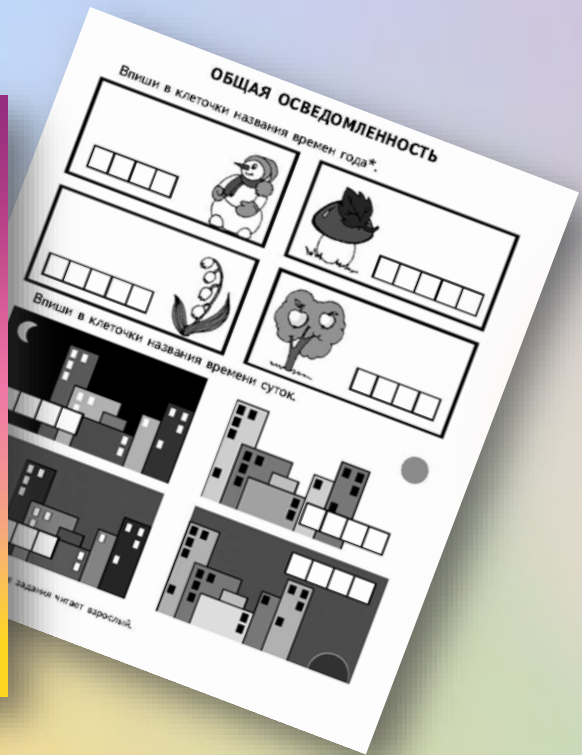 ОБЩАЯ ОСВЕДОМЛЕННОСТЬ
Впиши в клеточки названия времен года*.
Впиши в клеточки названия времени суток.
задания читает взрослый.